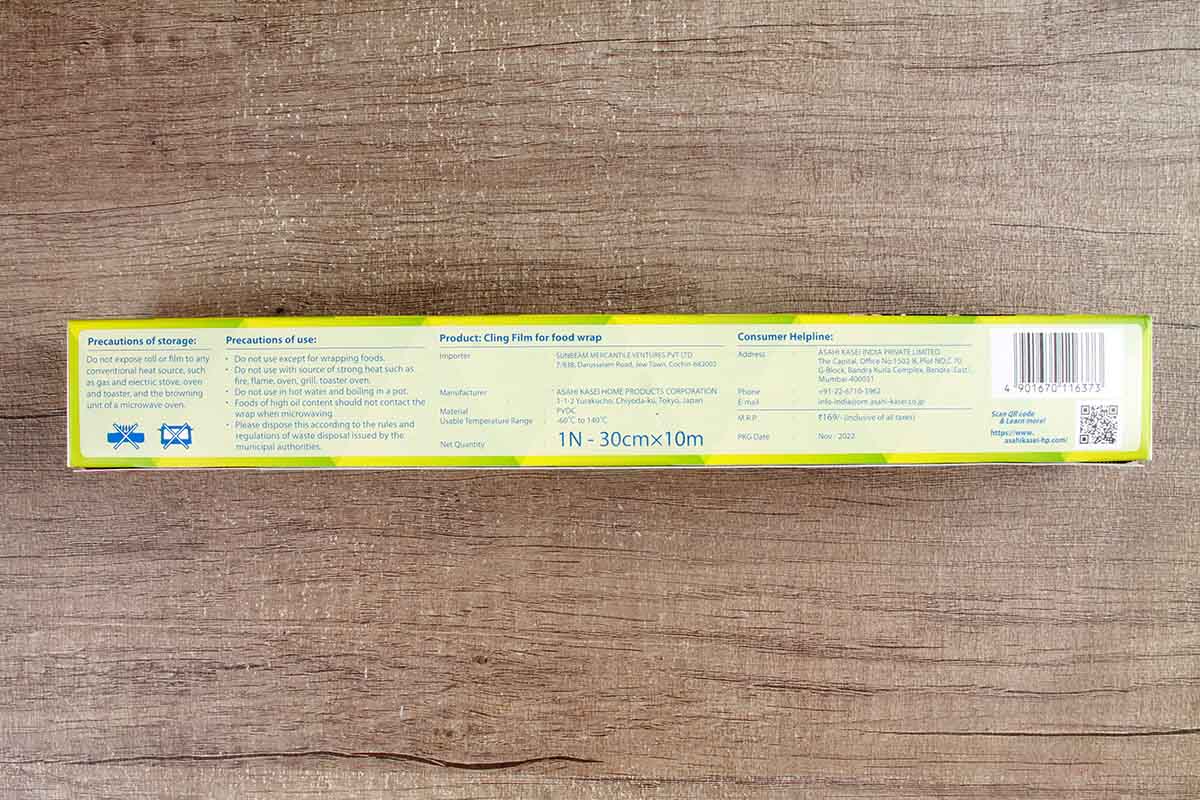 Precautions of storage:
Do not expose roll or film to any
conventional heat source, such
as gas and electric stove, oven
and toaster, and the browning
unit of a microwave oven.
Precautions of use:
• Do not use except for wrapping foods.
• Do not use with source of strong heat such as
fire, flame, oven, grill, toaster oven.
• Do not use in hot water and boiling in a pot.
• Foods of high oil content should not contact the
wrap when microwaving.
• Please dispose this according to the rules and
regulations of waste disposal issued by the
municipal authorities.
Product: Cling Film for food wrap
Importer : SUNBEAM MERCANTILE VENTURES PVT LTD
7/83B, Darussalam Road, Jew Town, Cochin-682002
Manufacturer : ASAHI KASEI HOME PRODUCTS CORPORATION
1-1-2 Yurakucho, Chiyoda-ku, Tokyo, Japan
Material : PVDC
Usable Temperature Range : -60℃ to 140℃
Net Quantity : 1N - 30cm×10m
Consumer Helpline:
Address : ASAHI KASEI INDIA PRIVATE LIMITED
The Capital, Office No.1502 B, Plot NO.C 70,
G-Block, Bandra Kurla Complex, Bandra (East),
Mumbai-400051
Phone : +91-22-6710-3962
E-mail : info-india@om.asahi-kasei.co.jp
M.R.P. : ₹169/- (inclusive of all taxes)
PKG Date : Nov / 2022
4 901670 116373
Scan QR code
& Learn more!
https://www.
asahikasei-hp.com/